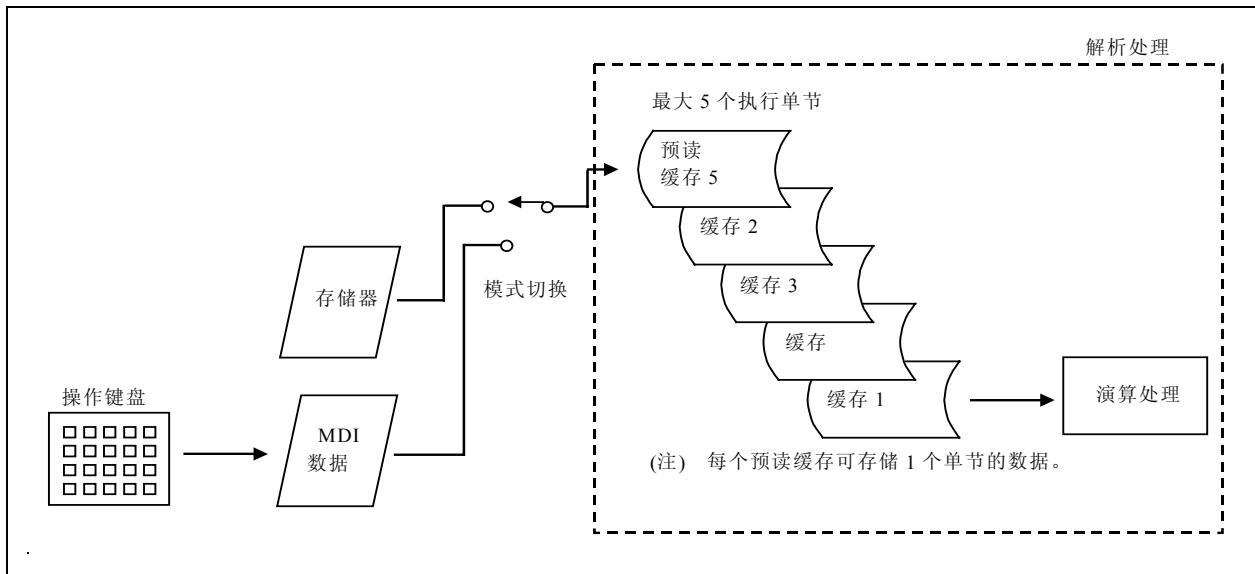 解析处理
最大 5 个执行单节
预读
缓存 5
缓存 2
缓存 3
缓存
缓存 1
存储器
模式切换
操作键盘
MDI
数据
演算处理
(注) 每个预读缓存可存储 1 个单节的数据。